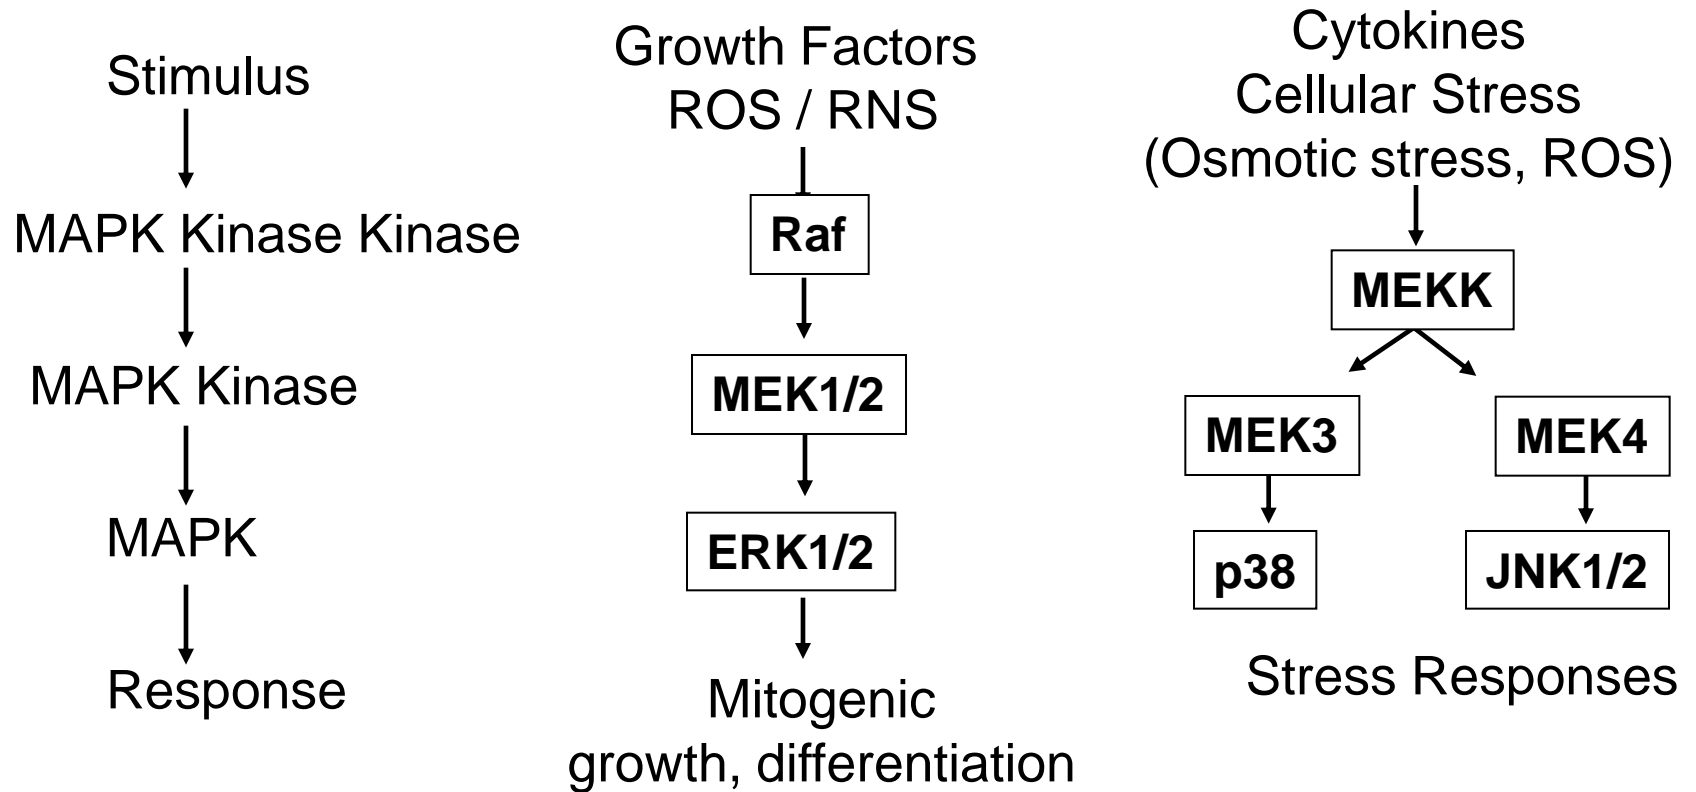 Stimulus
MAPK Kinase Kinase
MAPK Kinase
MAPK
Response
Growth Factors
ROS / RNS
Raf
MEK1/2
ERK1/2
Mitogenic
growth, differentiation
Cytokines
Cellular Stress
(Osmotic stress, ROS)
MEKK
MEK3
MEK4
p38
JNK1/2
Stress Responses